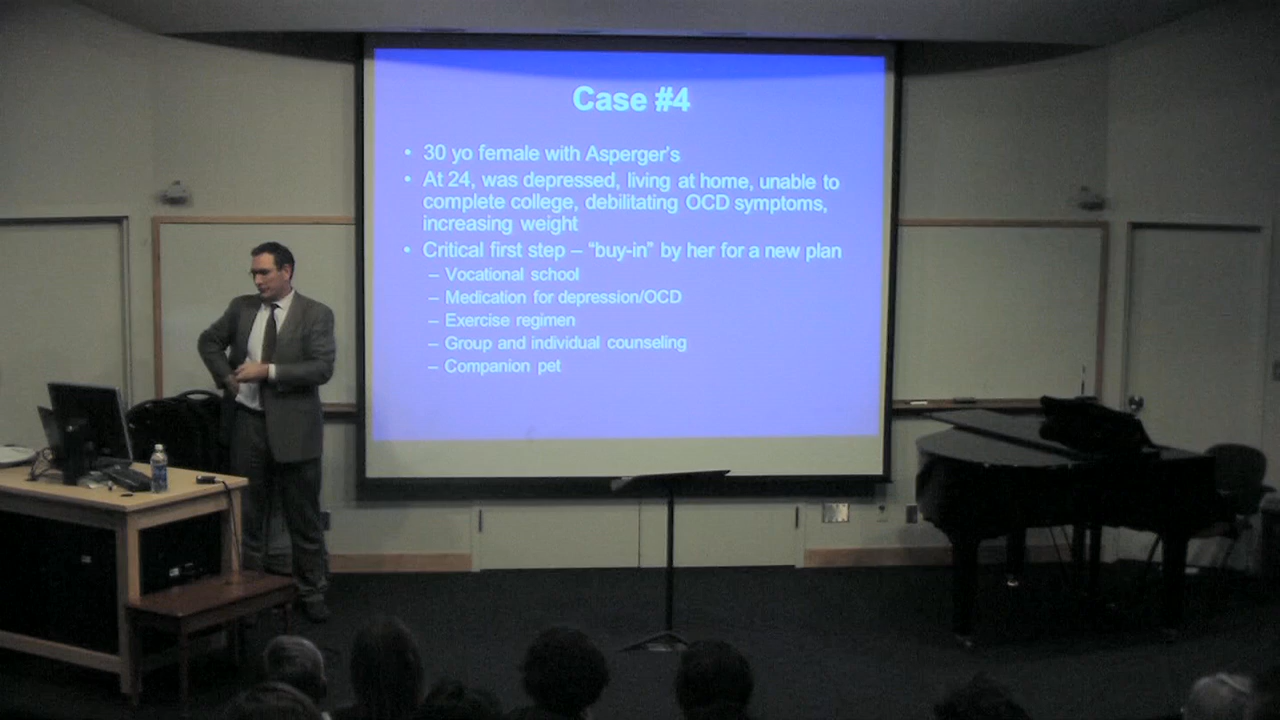 Case #4
• 30 yo female with Asperger's
• At 24, was depressed, living at home, unable to
complete college, debilitating OCD symptoms,
increasing weight
• Critical first step – “buy-in” by her for a new plan
– Vocational school
– Medication for depression/OCD
– Exercise regimen
– Group and individual counseling
– Companion pet